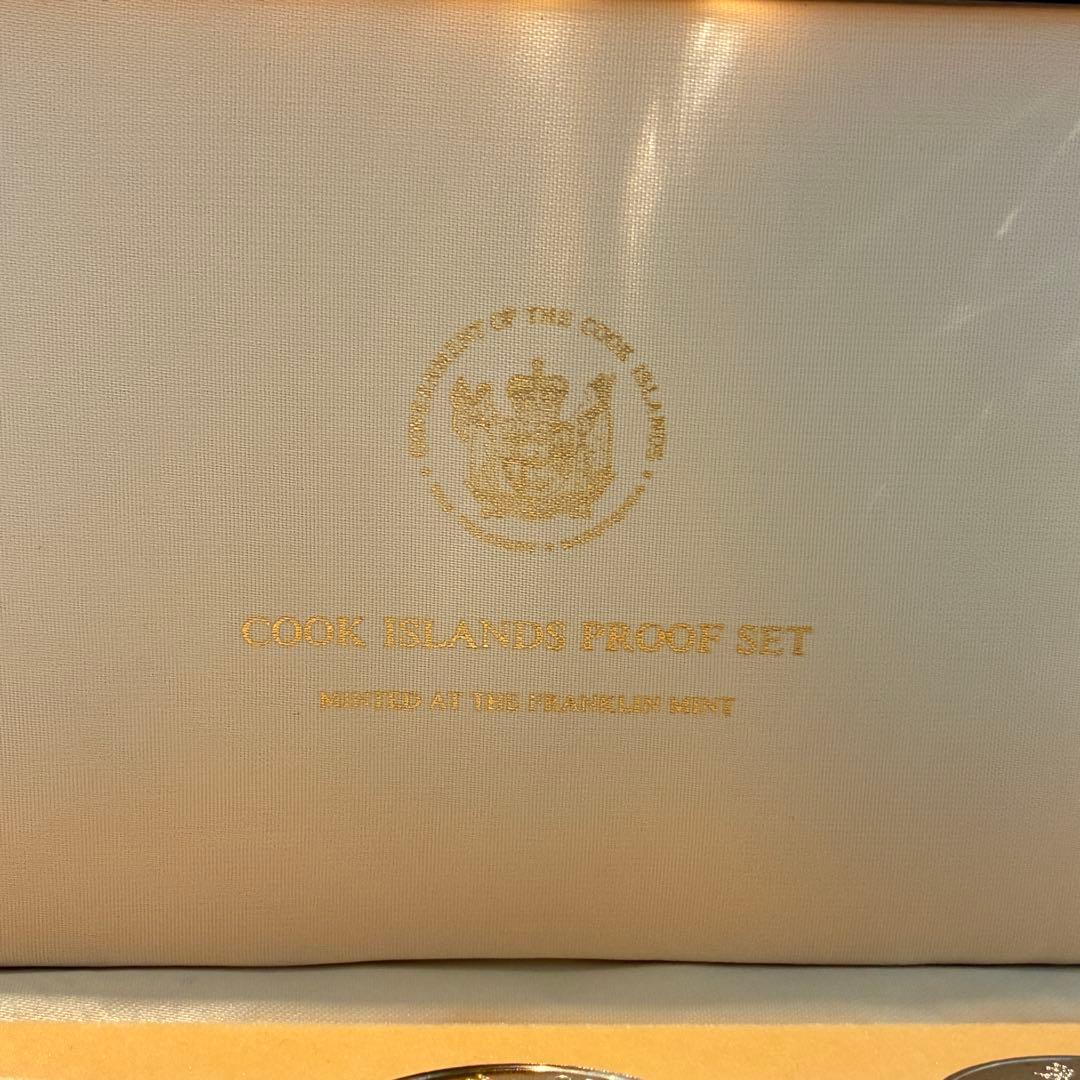 GOVERNMENT OF THE COOK ISLANDS
COOK ISLANDS PROOF SET
MINTED AT THE FRANKLIN MINT